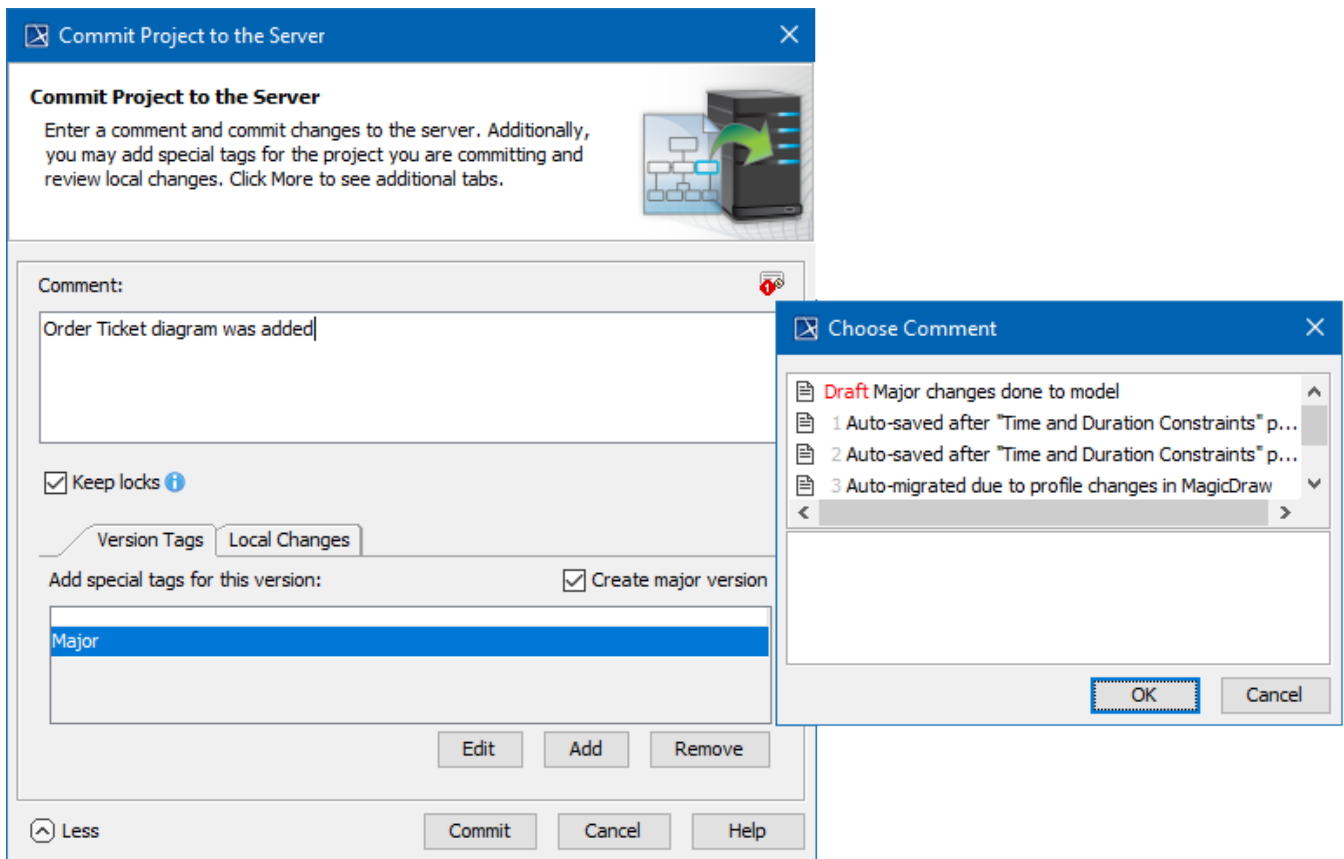 Commit Project to the Server
Commit Project to the Server
Enter a comment and commit changes to the server. Additionally,
you may add special tags for the project you are committing and
review local changes. Click More to see additional tabs.
Comment:
1
Order Ticket diagram was added
Keep locks
Version Tags
Local Changes
Add special tags for this version:
Create major version
Major
Edit
Add
Remove
Less
Commit
Cancel
Help
Choose Comment
Draft Major changes done to model
1 Auto-saved after "Time and Duration Constraints" p...
2 Auto-saved after "Time and Duration Constraints" p...
3 Auto-migrated due to profile changes in MagicDraw
OK
Cancel